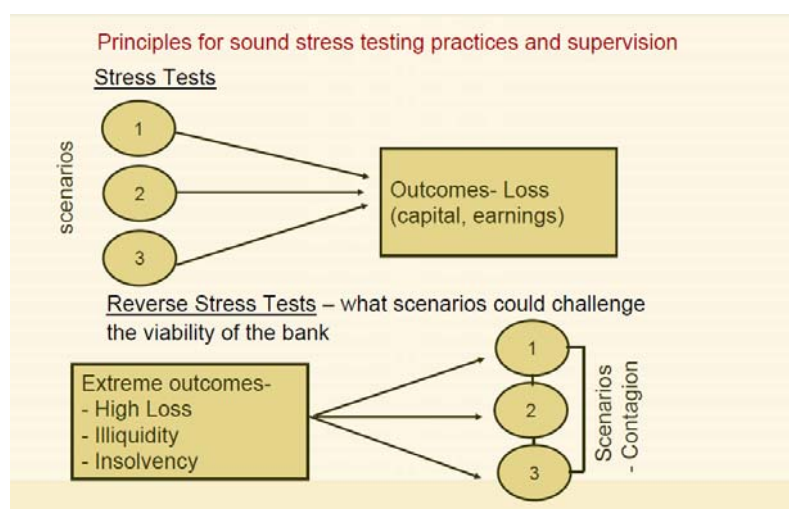 Principles for sound stress testing practices and supervision
Stress Tests
scenarios
1
2
3
Outcomes- Loss
(capital, earnings)
Reverse Stress Tests – what scenarios could challenge
the viability of the bank
Extreme outcomes-
- High Loss
- Illiquidity
- Insolvency
1
2
3
Scenarios
- Contagion